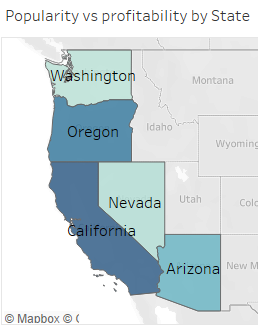 Popularity vs profitability by State
Washington
Montana
Oregon
Idaho
Wyoming
Nevada
Utah
California
Arizona
© Mapbox ©